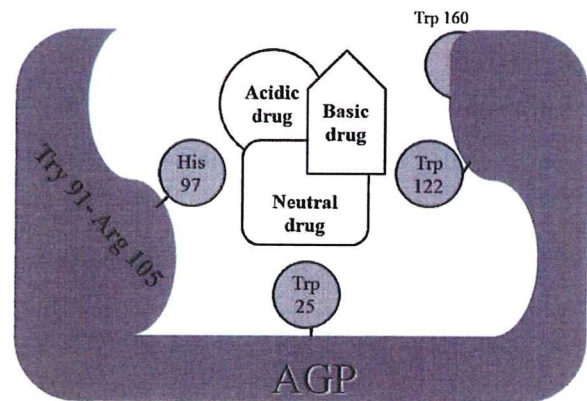 Trp 160
Acidic
drug
Basic
drug
His
97
Trp
122
Try 91- Arg 105
Neutral
drug
Trp
25
AGP